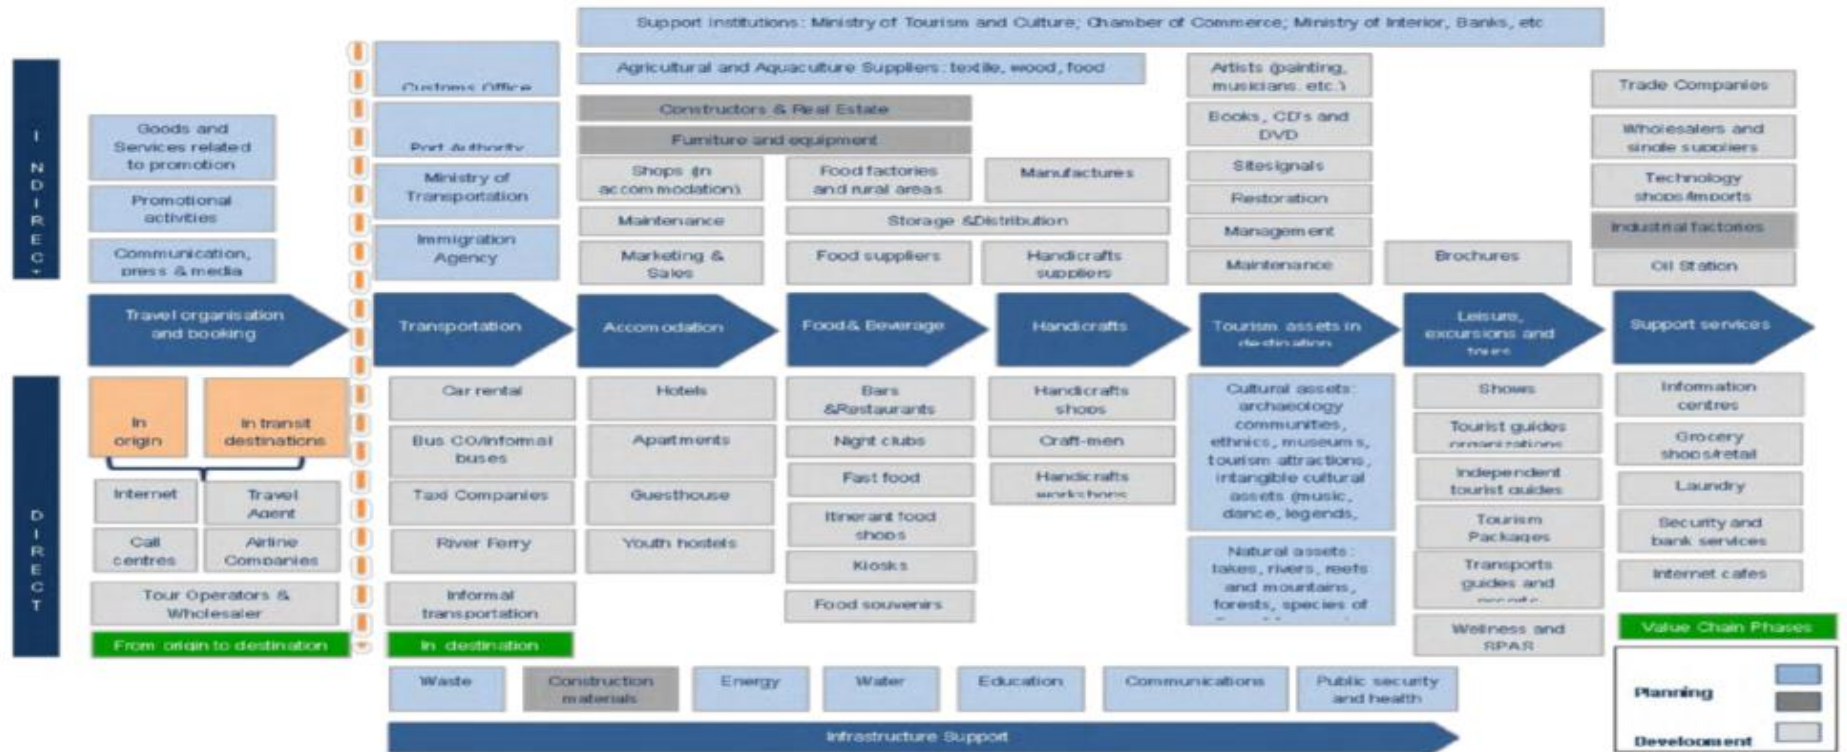 Support Institutions: Ministry of Tourism and Culture; Chamber of Commerce; Ministry of Interior, Banks, etc
Agricultural and Aquaculture Suppliers: textile, wood, food
Constructors & Real Estate
Furniture and equipment
INDIRECT
Goods and
Services related
to promotion
Promotional
activities
Communication,
press & media
Customs Office
Port Authority
Ministry of
Transportation
Immigration
Agency
Shops (in
accommodation)
Maintenance
Marketing &
Sales
Food factories
and rural areas
Storage &Distribution
Food suppliers
Manufactures
Handicrafts
suppliers
Artists (painting,
musicians, etc.)
Books, CD's and
DVD
Sitesignals
Restoration
Management
Maintenance
Brochures
Trade Companies
Wholesalers and
single suppliers
Technology
shops/imports
Industrial factories
Oil Station
Travel organisation
and booking
Transportation
Accomodation
Food& Beverage
Handicrafts
Tourism assets in
destination
Leisure,
excursions and
tours
Support services
DIRECT
In
origin
In transit
destinations
Internet
Travel
Agent
Call
centres
Airline
Companies
Tour Operators &
Wholesaler
From origin to destination
Car rental
Bus CO/Informal
buses
Taxi Companies
River Ferry
Informal
transportation
In destination
Hotels
Apartments
Guesthouse
Youth hostels
Bars
&Restaurants
Night clubs
Fast food
Itinerant food
shops
Kiosks
Food souvenirs
Handicrafts
shops
Craft-men
Handicrafts
workshops
Cultural assets:
archaeology
communities,
ethnics, museums,
tourism attractions,
intangible cultural
assets (music,
dance, legends,
Natural assets:
lakes, rivers, reefs
and mountains,
forests, species of
Shows
Tourist guides
organizations
Independent
tourist guides
Tourism
Packages
Transports
guides and
Wellness and
SPAS
Information
centres
Grocery
shops/retail
Laundry
Security and
bank services
Internet cafes
Value Chain Phases
Planning
Development
Waste
Construction
materials
Energy
Water
Education
Communications
Public security
and health
Infrastructure Support